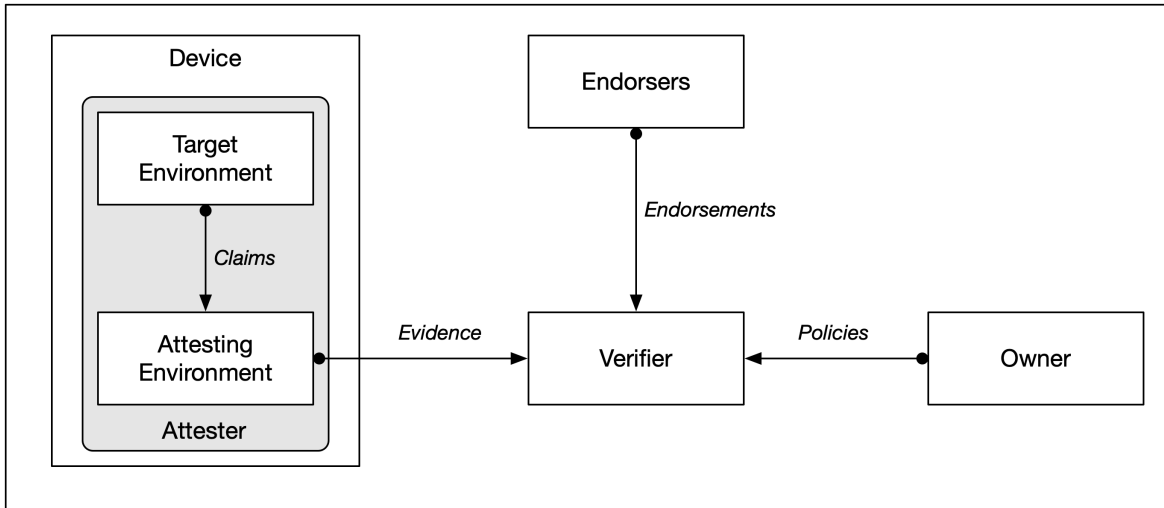 Device
Endorsers
Target
Environment
Endorsements
Claims
Attesting
Environment
Evidence
Verifier
Policies
Owner
Attester